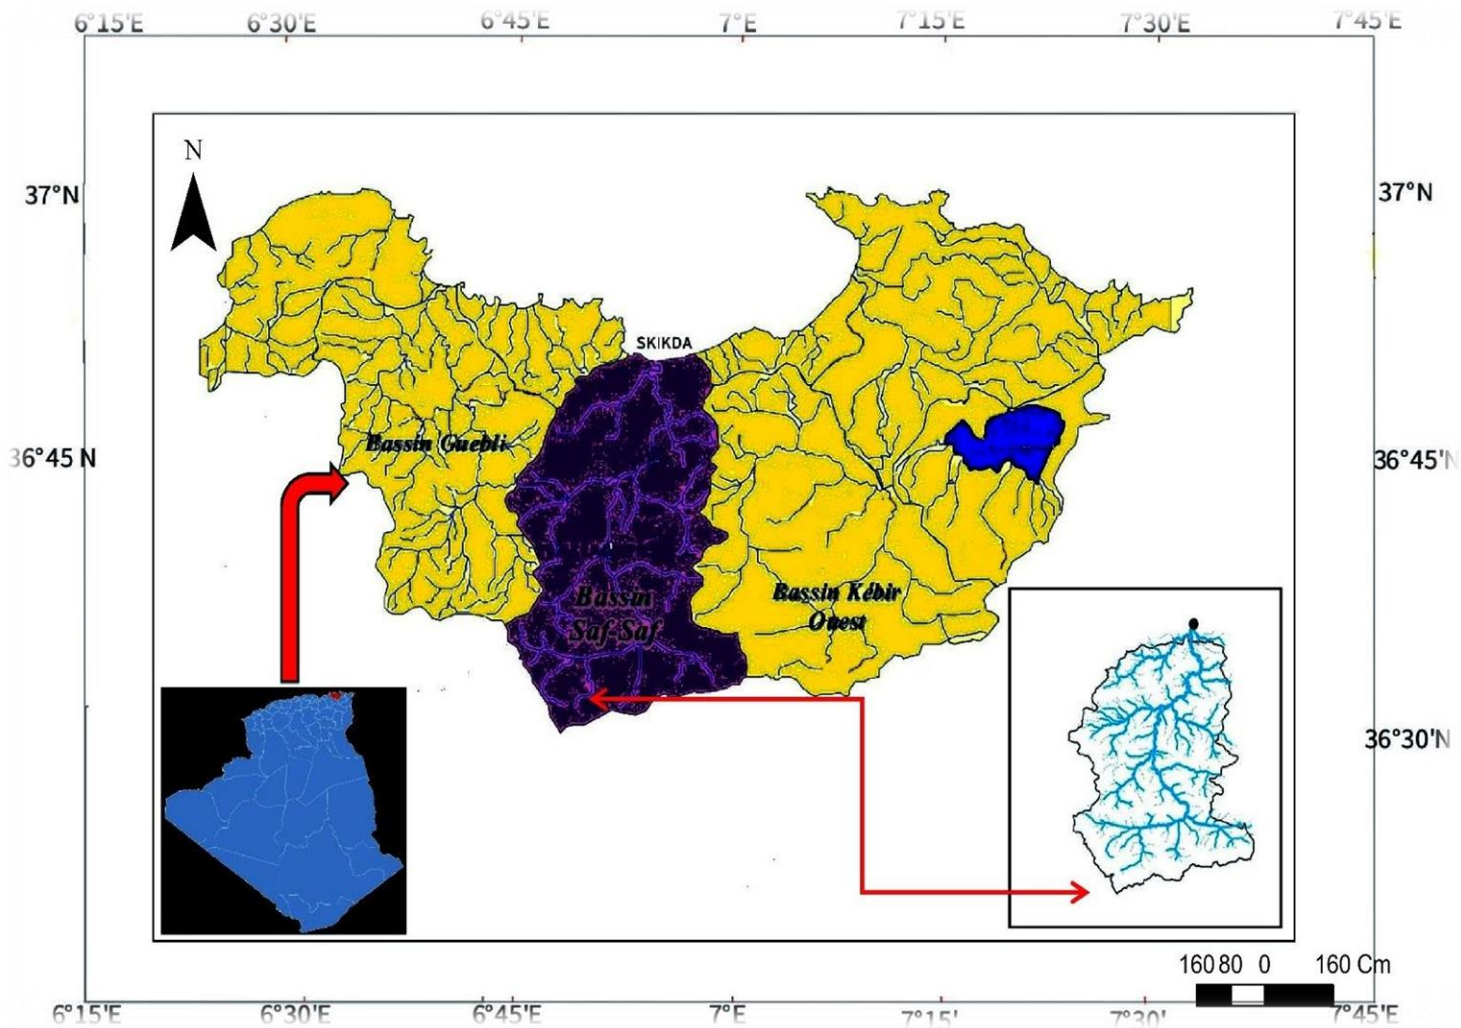 6°15'E 6°30'E 6°45'E 7°E 7°15'E 7°30'E 7°45'E
N
37°N 37°N
SKIKDA
Bassin Guebli
36°45 N 36°45'N
Bassin
Saf-Saf
Bassin Kébir
Ouest
36°30'N
160 80 0 160 Cm
6°15'E 6°30'E 6°45'E 7°E 7°15' 7°30'E 7°45'E